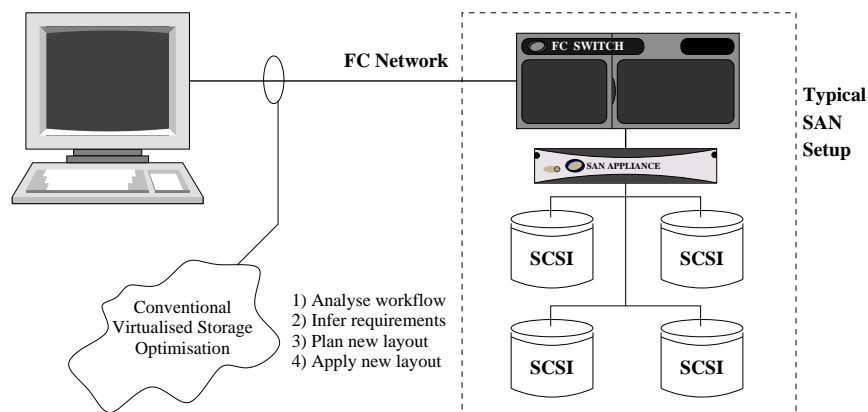 FC Network
FC SWITCH
Typical
SAN
Setup
SAN APPLIANCE
SCSI
SCSI
SCSI
SCSI
Conventional
Virtualised Storage
Optimisation
1) Analyse workflow
2) Infer requirements
3) Plan new layout
4) Apply new layout